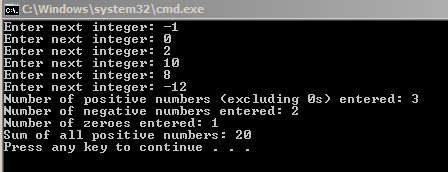 C:\Windows\system32\cmd.exe
Enter next integer: -1
Enter next integer: 0
Enter next integer: 2
Enter next integer: 10
Enter next integer: 8
Enter next integer: -12
Number of positive numbers (excluding 0s) entered: 3
Number of negative numbers entered: 2
Number of zeroes entered: 1
Sum of all positive numbers: 20
Press any key to continue . . .